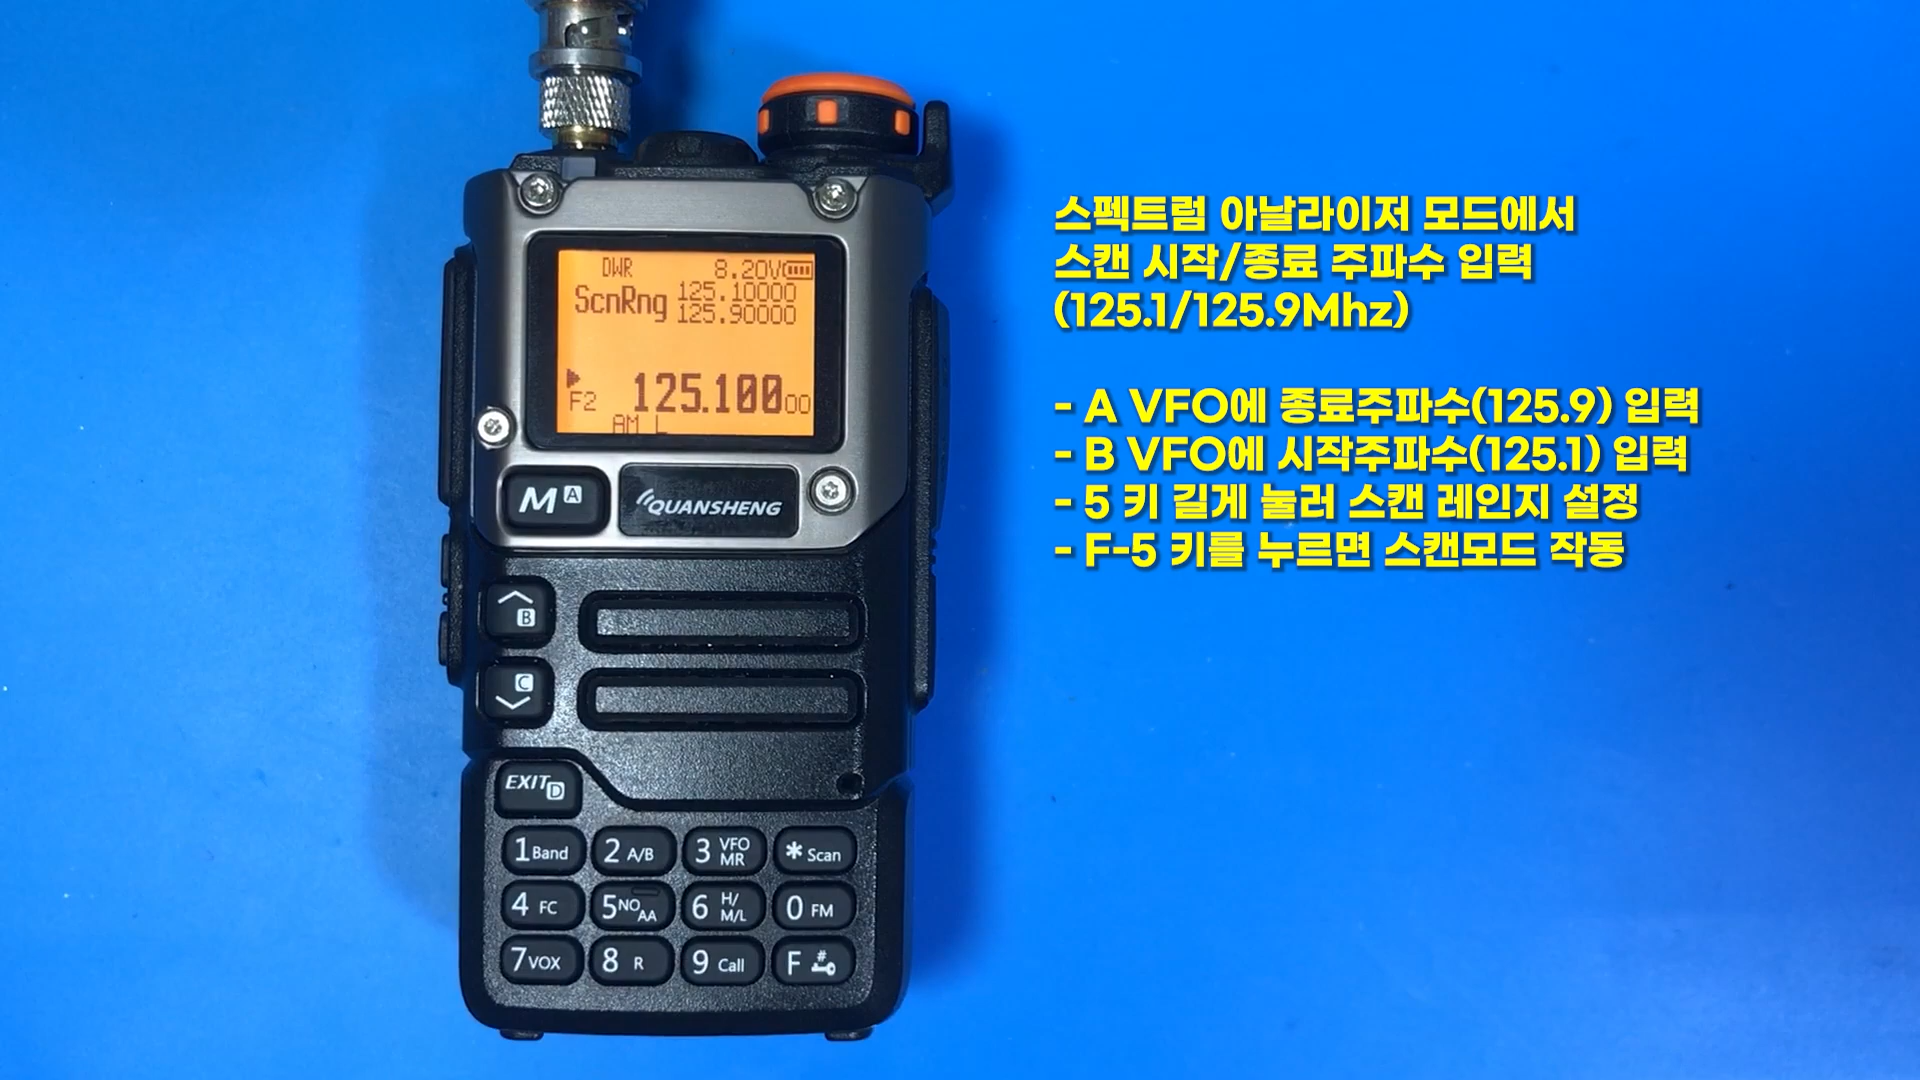 DWR 8.20V
ScnRng 125.10000
125.90000
F2 125.10000
AM L
M A
QUANSHENG
B
C
EXIT D
1 Band 2 A/B 3 VFO MR * Scan
4 FC 5 NO AA 6 H/ M/L 0 FM
7 VOX 8 R 9 Call F #
스펙트럼 아날라이저 모드에서
스캔 시작/종료 주파수 입력
(125.1/125.9Mhz)
- A VFO에 종료주파수(125.9) 입력
- B VFO에 시작주파수(125.1) 입력
- 5 키 길게 눌러 스캔 레인지 설정
- F-5 키를 누르면 스캔모드 작동